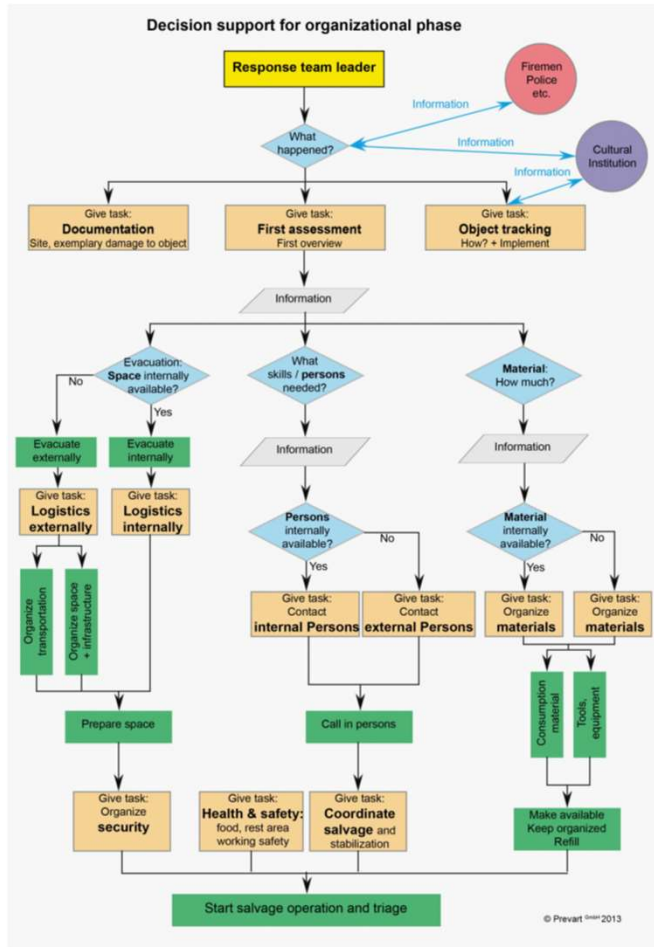 Decision support for organizational phase
Response team leader
Firemen
Police
etc.
Information
What
happened?
Information
Cultural
Institution
Information
Give task:
Documentation
Site, exemplary damage to object
Give task:
First assessment
First overview
Give task:
Object tracking
How? + Implement
Information
Evacuation:
Space internally
available?
What
skills / persons
needed?
Material:
How much?
No
Yes
Evacuate
externally
Evacuate
internally
Information
Information
Give task:
Logistics
externally
Give task:
Logistics
internally
Persons
internally
available?
No
Yes
Material
internally
available?
No
Yes
Organize
transportation
Organize space
+ infrastructure
Give task:
Contact
internal Persons
Give task:
Contact
external Persons
Give task:
Organize
materials
Give task:
Organize
materials
Consumption
material
Tools,
equipment
Prepare space
Call in persons
Give task:
Organize
security
Give task:
Health & safety:
food, rest area
working safety
Give task:
Coordinate
salvage and
stabilization
Make available
Keep organized
Refill
Start salvage operation and triage
© Prevart GmbH 2013